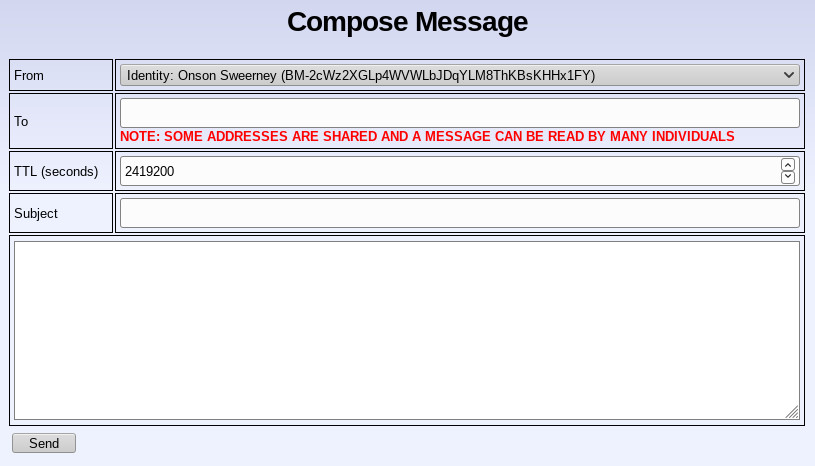 Compose Message
From
Identity: Onson Sweerney (BM-2cWz2XGLp4WVWLbJDqYLM8ThKBsKHHx1FY)
To
NOTE: SOME ADDRESSES ARE SHARED AND A MESSAGE CAN BE READ BY MANY INDIVIDUALS
TTL (seconds)
2419200
Subject
Send